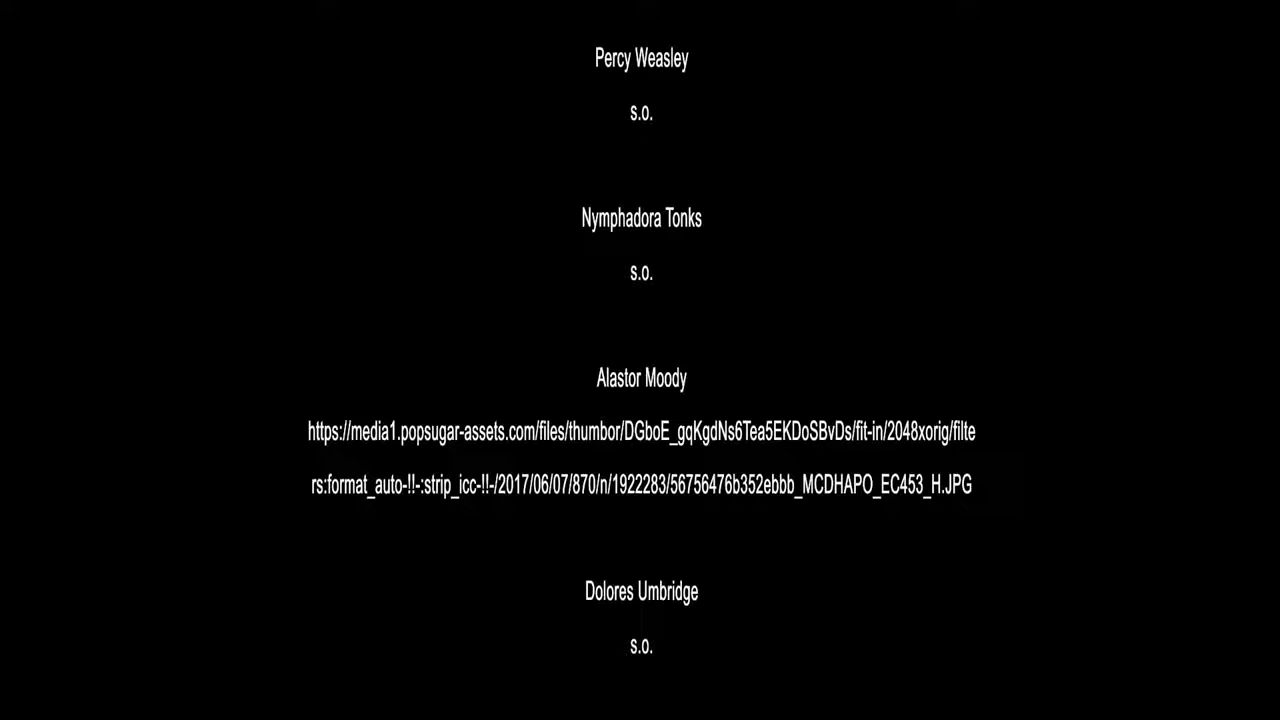 Percy Weasley
s.o.
Nymphadora Tonks
s.o.
Alastor Moody
https://media1.popsugar-assets.com/files/thumbor/DGboE_gqKgdNs6Tea5EKDoSBvDs/fit-in/2048xorig/filte
rs:format_auto-!!-:strip_icc-!!-/2017/06/07/870/n/1922283/56756476b352ebbb_MCDHAPO_EC453_H.JPG
Dolores Umbridge
s.o.